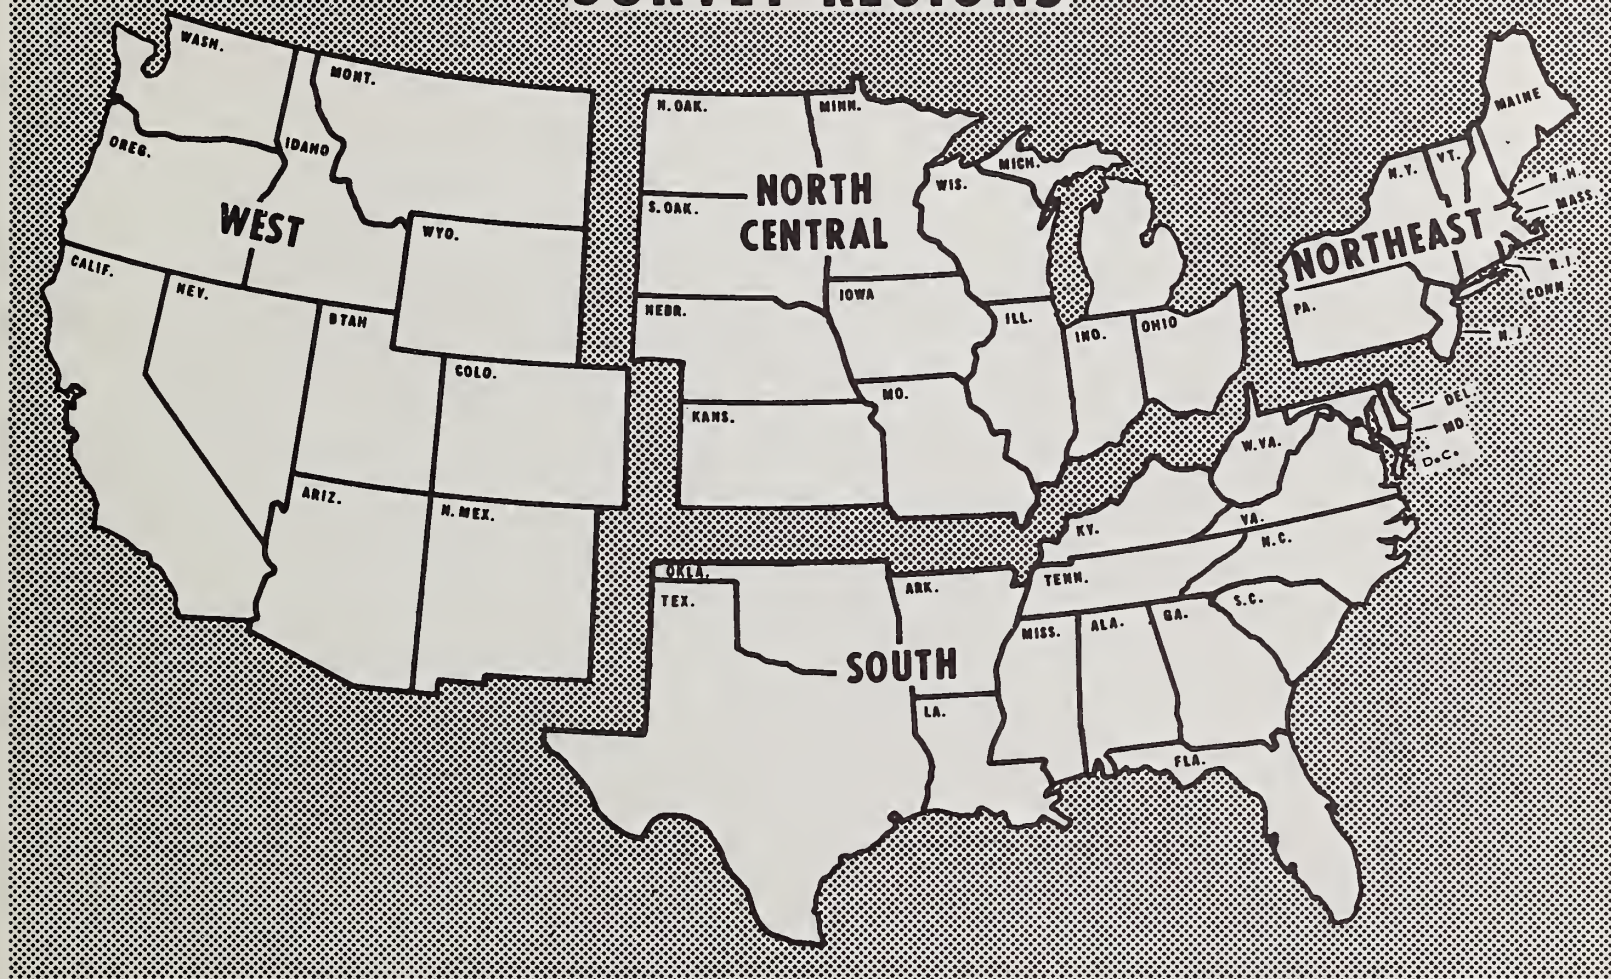 SURVEY REGIONS
WASH.
MONT.
IDAHO
OREG.
WEST
WYO.
CALIF.
NEV.
UTAH
COLO.
ARIZ.
N. MEX.
N. DAK.
MINN.
S. DAK.
NORTH
CENTRAL
WIS.
MICH.
NEBR.
IOWA
ILL.
IND.
OHIO
KANS.
MO.
MAINE
VT.
N.Y.
N.H.
MASS.
NORTHEAST
R.I.
CONN.
PA.
N.J.
DEL.
MD.
D.C.
W.VA.
VA.
KY.
N.C.
TENN.
S.C.
OKLA.
TEX.
ARK.
MISS.
ALA.
GA.
SOUTH
LA.
FLA.